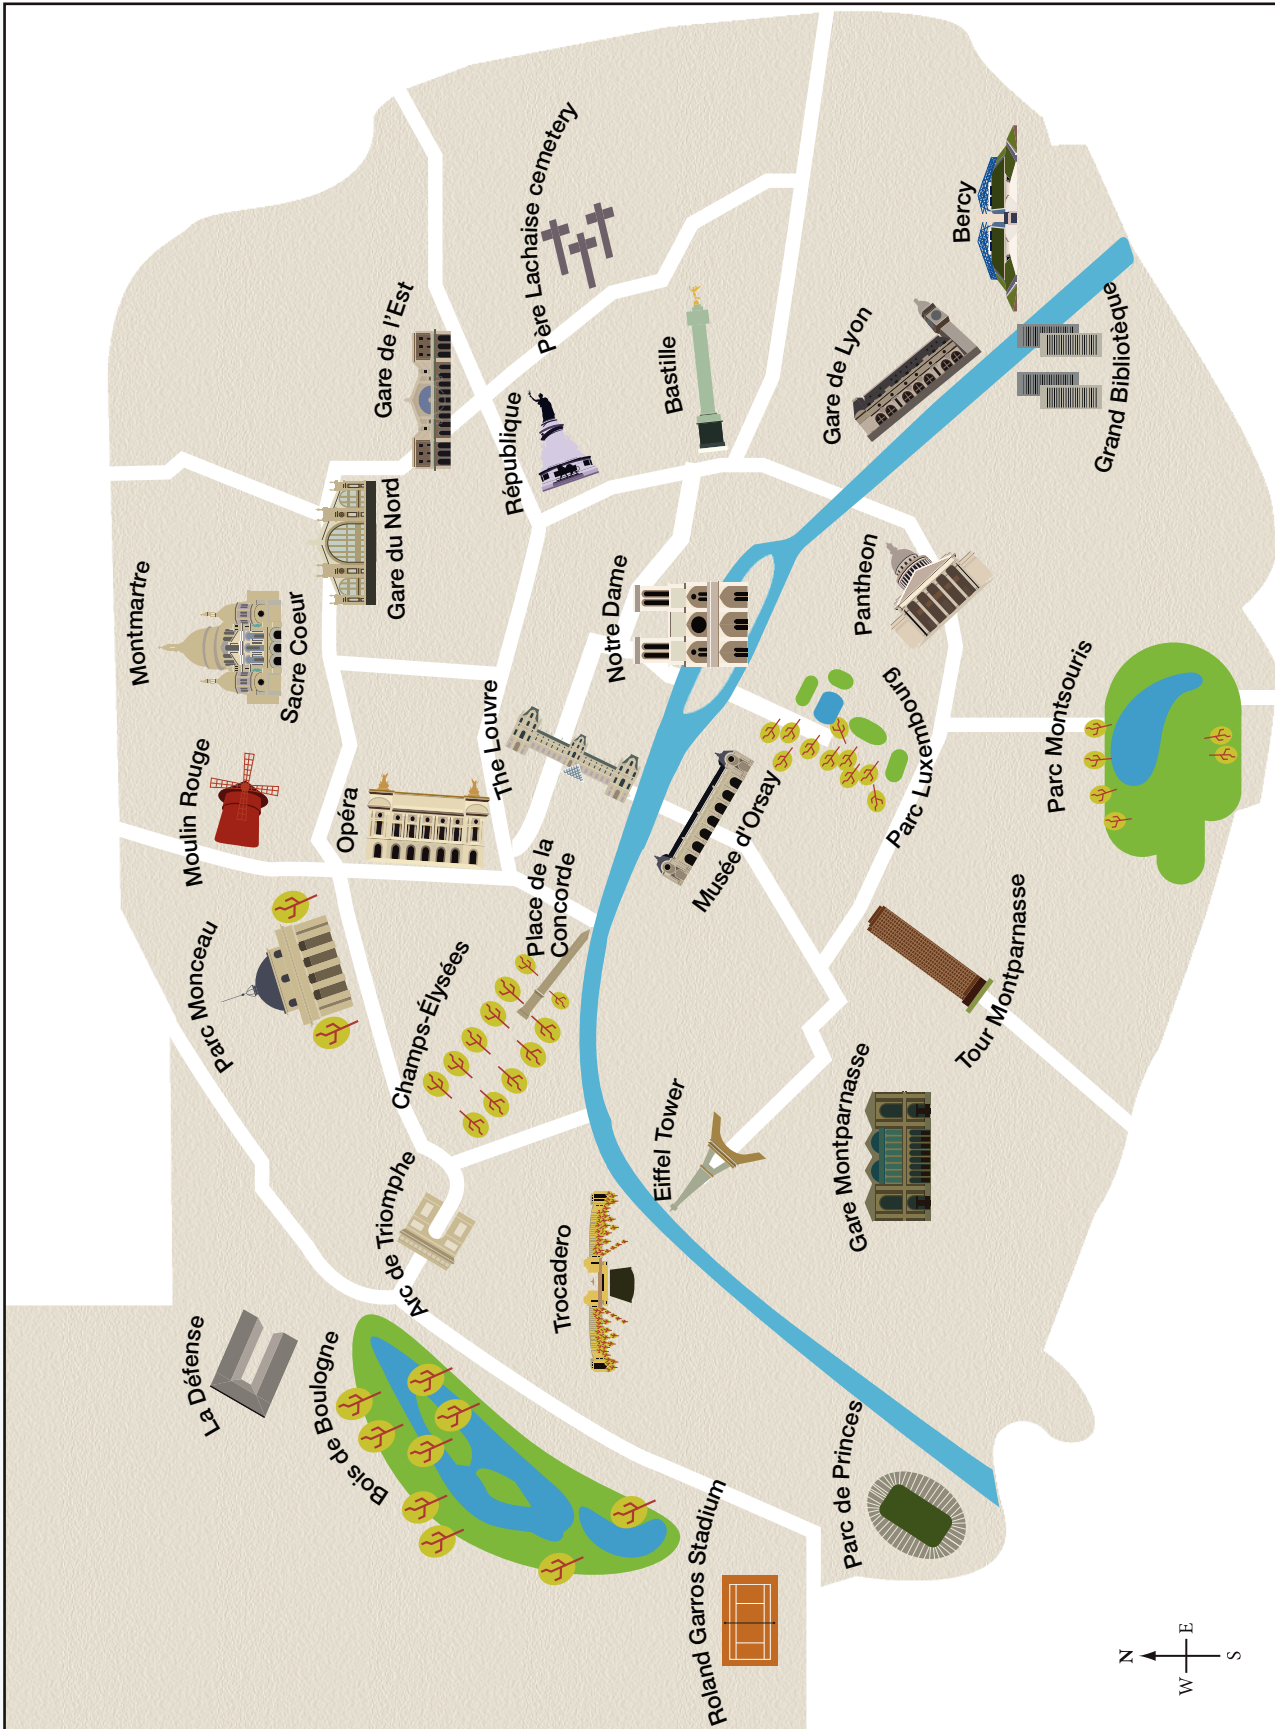 Montmartre
Sacre Coeur
Moulin Rouge
Parc Monceau
La Défense
Bois de Boulogne
Arc de Triomphe
Champs-Élysées
Opéra
Gare du Nord
Gare de l'Est
Père Lachaise cemetery
République
The Louvre
Place de la
Concorde
Notre Dame
Bastille
Trocadero
Eiffel Tower
Musée d'Orsay
Roland Garros Stadium
Parc de Princes
Gare Montparnasse
Tour Montparnasse
Parc Luxembourg
Pantheon
Gare de Lyon
Bercy
Grand Bibliotèque
Parc Montsouris
N
W
E
S